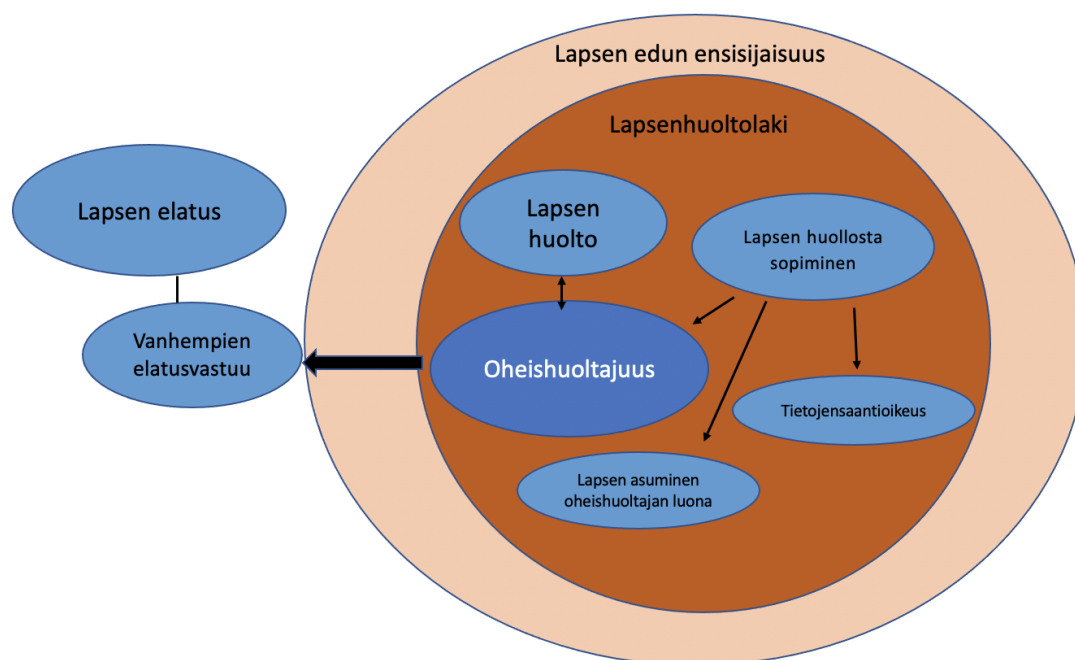 Lapsen edun ensisijaisuus
Lapsenhuoltolaki
Lapsen elatus
Lapsen
huolto
Lapsen huollosta
sopiminen
Vanhempien
elatusvastuu
Oheishuoltajuus
Tietojensaantioikeus
Lapsen asuminen
oheishuoltajan luona